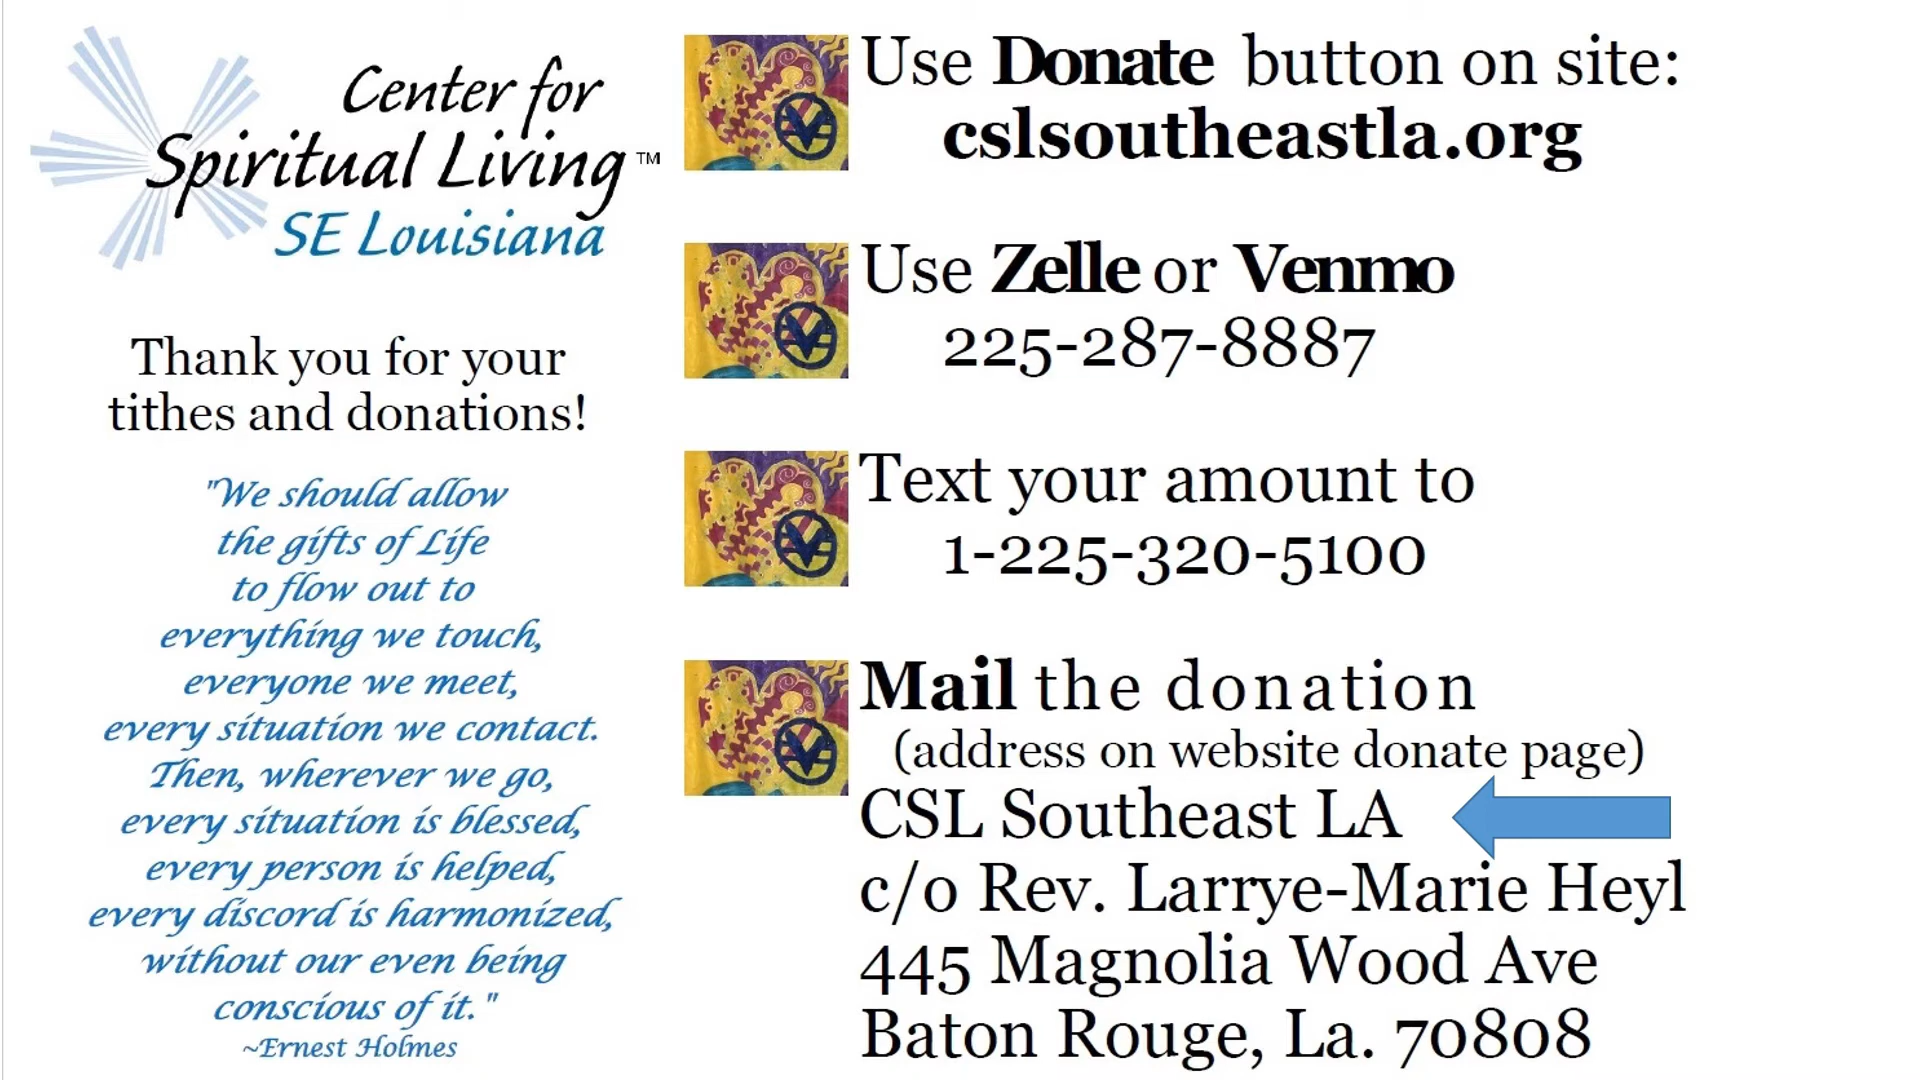 Center for
Spiritual Living™
SE Louisiana
Thank you for your
tithes and donations!
"We should allow
the gifts of Life
to flow out to
everything we touch,
everyone we meet,
every situation we contact.
Then, wherever we go,
every situation is blessed,
every person is helped,
every discord is harmonized,
without our even being
conscious of it."
~Ernest Holmes
Use Donate button on site:
cslsoutheastla.org
Use Zelle or Venmo
225-287-8887
Text your amount to
1-225-320-5100
Mail the donation
(address on website donate page)
CSL Southeast LA
c/o Rev. Larrye-Marie Heyl
445 Magnolia Wood Ave
Baton Rouge, La. 70808